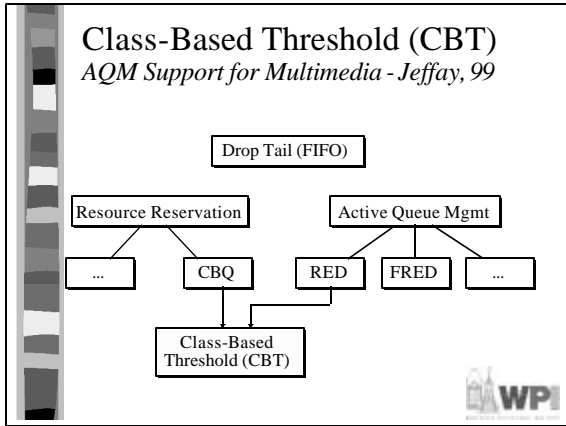 Class-Based Threshold (CBT)
AQM Support for Multimedia - Jeffay, 99
Drop Tail (FIFO)
Resource Reservation
Active Queue Mgmt
...
CBQ
RED
FRED
...
Class-Based
Threshold (CBT)
WPI